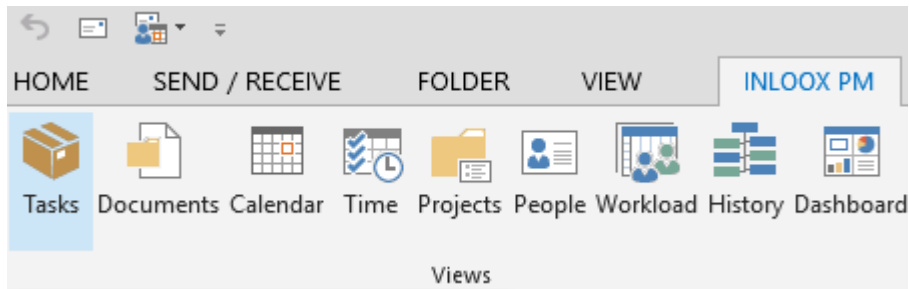 HOME SEND / RECEIVE FOLDER VIEW INLOOX PM
Tasks Documents Calendar Time Projects People Workload History Dashboard
Views